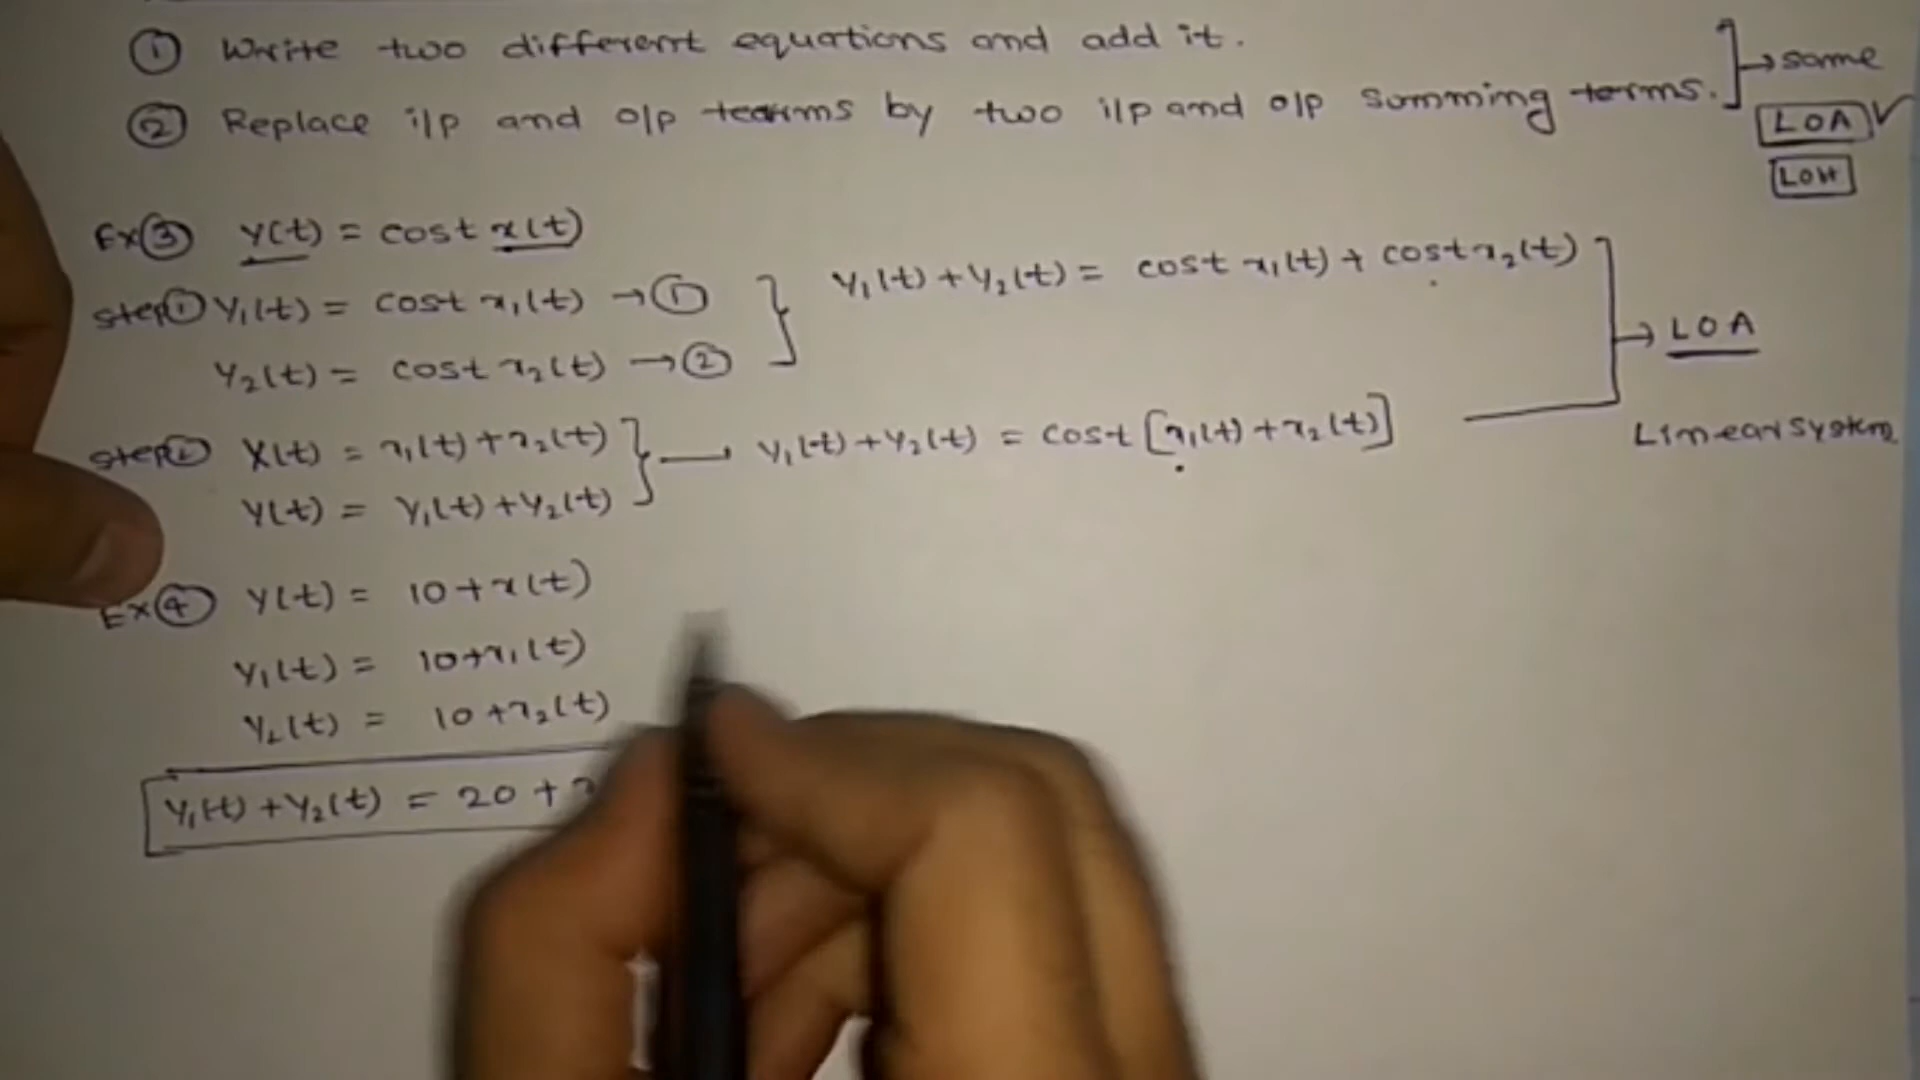 ① Write two different equations and add it.
② Replace i/p and o/p terms by two i/p and o/p summing terms.
→ same
LOA ✓
LOH
Ex③ y(t) = cost x(t)
step① y₁(t) = cost x₁(t) → ①
y₂(t) = cost x₂(t) → ②
y₁(t) + y₂(t) = cost x₁(t) + cost x₂(t)
→ LOA
Linear system
step② x(t) = x₁(t) + x₂(t)
y(t) = y₁(t) + y₂(t)
→ y₁(t) + y₂(t) = cost [x₁(t) + x₂(t)]
Ex④ y(t) = 10 + x(t)
y₁(t) = 10 + x₁(t)
y₂(t) = 10 + x₂(t)
y₁(t) + y₂(t) = 20 +